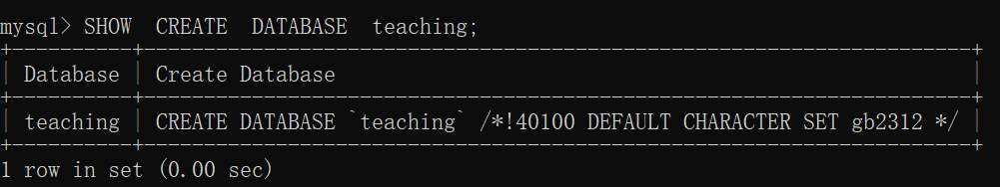 mysql> SHOW  CREATE  DATABASE  teaching;
+----------+---------------------------------------------------------------------+
| Database | Create Database                                                     |
+----------+---------------------------------------------------------------------+
| teaching | CREATE DATABASE `teaching` /*!40100 DEFAULT CHARACTER SET gb2312 */ |
+----------+---------------------------------------------------------------------+
1 row in set (0.00 sec)